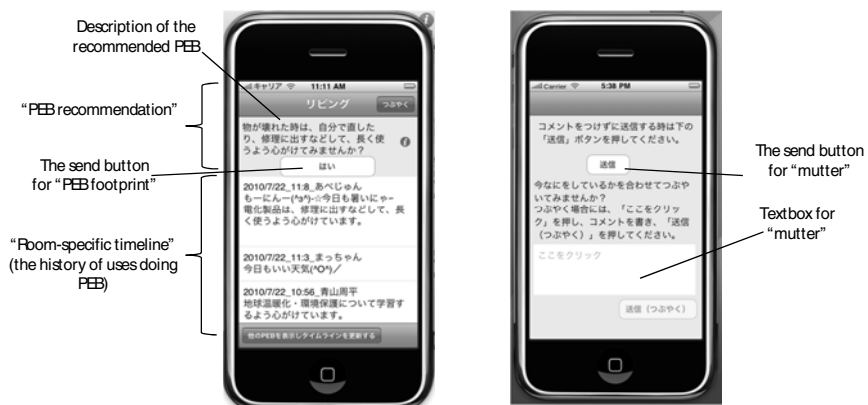 Description of the
recommended PEB
"PEB recommendation"
The send button
for "PEB footprint"
"Room-specific timeline"
(the history of uses doing
PEB)
キャリア
11:11 AM
リビング
つぶやく
物が壊れた時は、自分で直した
り、修理に出すなどして、長く使
うよう心がけてみませんか?
はい
2010/7/22_11:8_あべじゅん
もーにんー(^з^)-☆今日も暑いにゃー
電化製品は、修理に出すなどして、長
く使うよう心がけています。
2010/7/22_11:3_まっちゃん
今日もいい天気(^O^)/
2010/7/22_10:56_青山周平
地球温暖化・環境保護について学習す
るよう心がけています。
他のPEBを表示しタイムラインを更新する
Carrier
5:38 PM
コメントをつけずに送信する時は下の
「送信」ボタンを押してください。
送信
今なにをしているかを合わせてつぶや
いてみませんか?
つぶやく場合には、「ここをクリッ
ク」を押し、コメントを書き、「送信
（つぶやく）」を押してください。
ここをクリック
送信（つぶやく）
The send button
for "mutter"
Textbox for
"mutter"